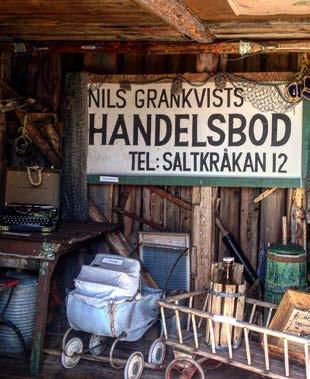 NILS GRANKVISTS
HANDELSBOD
TEL: SALTKRÅKAN 12